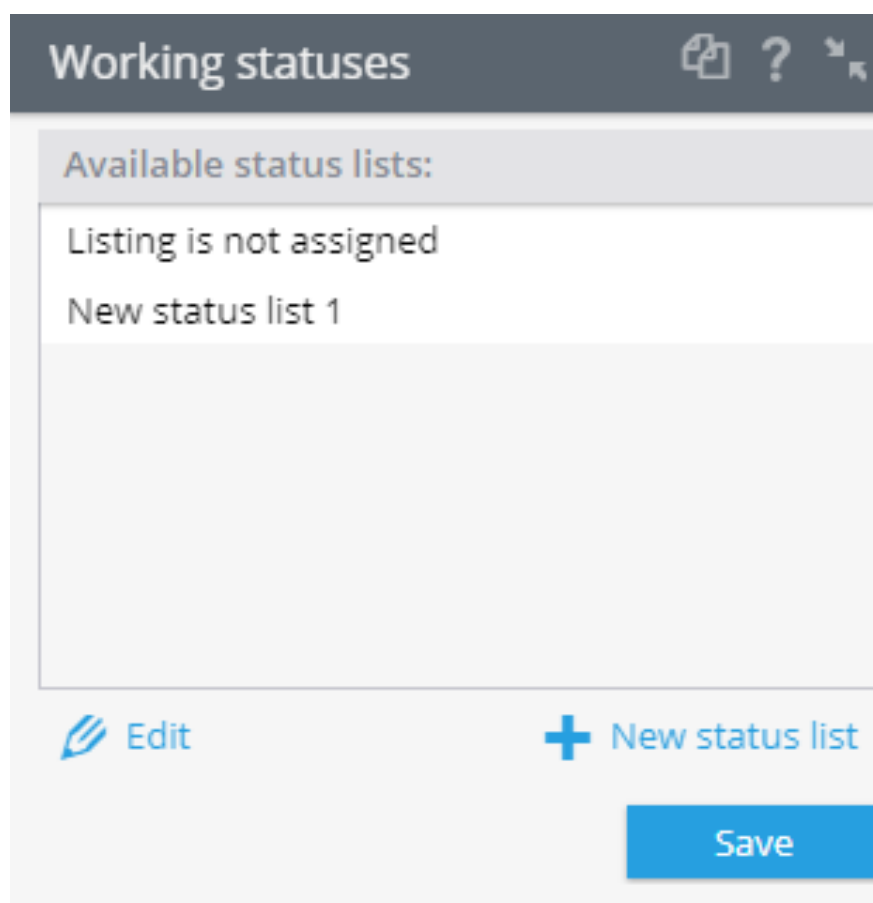 Working statuses
Available status lists:
Listing is not assigned
New status list 1
Edit
New status list
Save